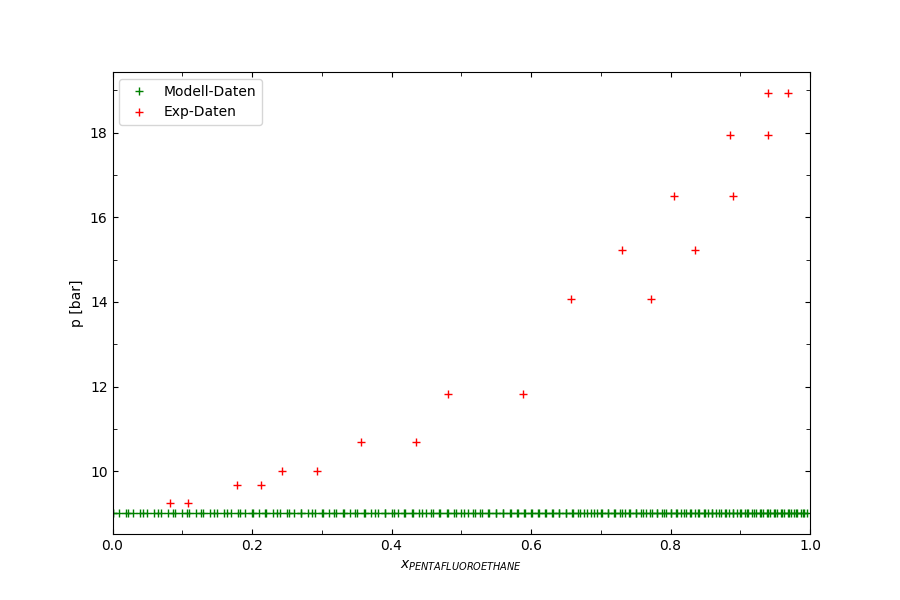 Modell-Daten
Exp-Daten
18
16
14
12
10
p [bar]
0.0 0.2 0.4 0.6 0.8 1.0
xPENTAFLUOROETHANE